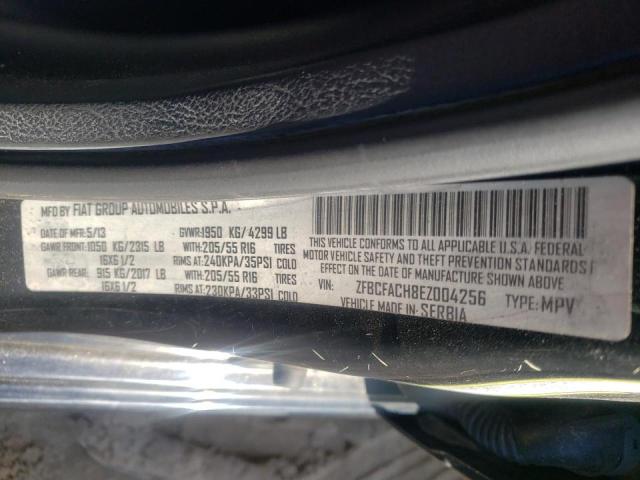 MFD BY FIAT GROUP AUTOMOBILES S.P.A.
DATE OF MFR: 5/13 GVWR:1950 KG/4299 LB
GAWR FRONT:1050 KG/2315 LB WITH:205/55 R16 TIRES
16X6 1/2 RIMS AT:240KPA/35PSI COLD
GAWR REAR: 915 KG/2017 LB WITH:205/55 R16 TIRES
16X6 1/2 RIMS AT:230KPA/33PSI COLD
THIS VEHICLE CONFORMS TO ALL APPLICABLE U.S.A. FEDERAL
MOTOR VEHICLE SAFETY AND THEFT PREVENTION STANDARDS
IN EFFECT ON THE DATE OF MANUFACTURE SHOWN ABOVE
VIN: ZFBCFACH8EZ004256 TYPE: MPV
VEHICLE MADE IN: SERBIA